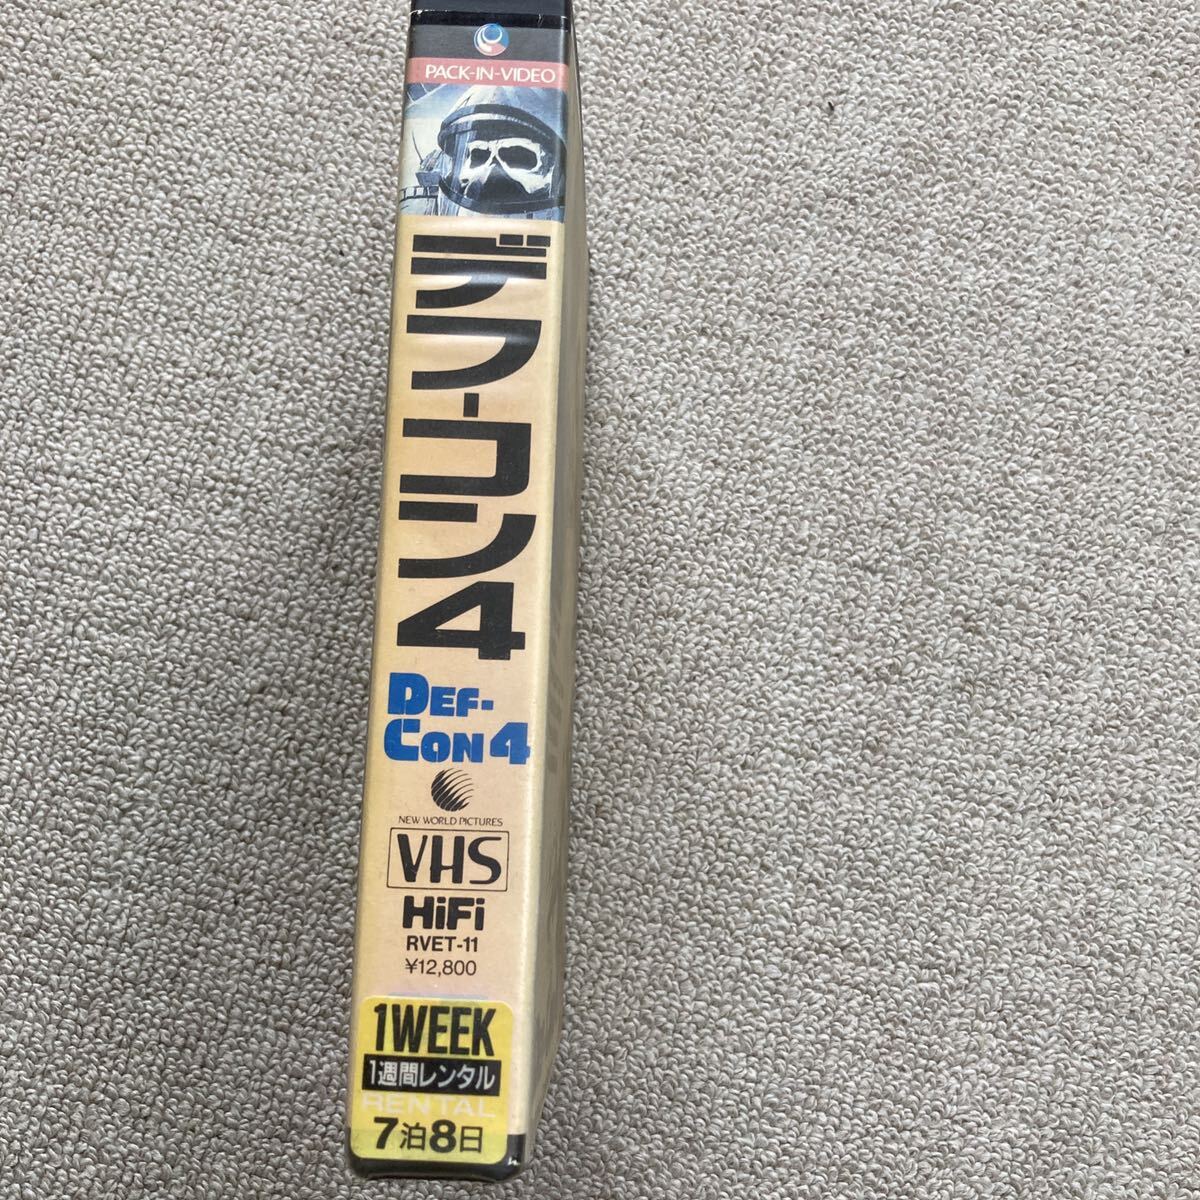 PACK-IN-VIDEO
デフ-コン4
DEF-
CON 4
NEW WORLD PICTURES
VHS
HiFi
RVET-11
¥12,800
1WEEK
1週間レンタル
RENTAL
7泊8日